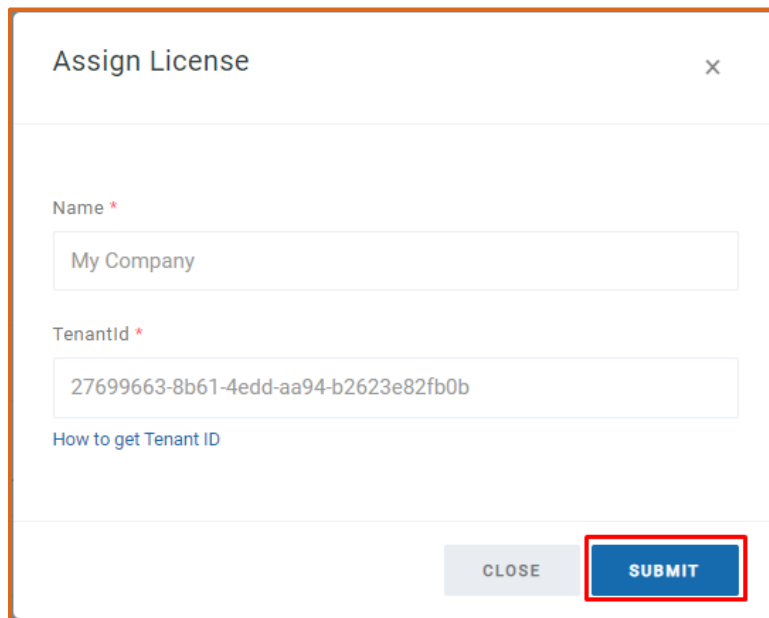 Assign License
×
Name *
My Company
TenantId *
27699663-8b61-4edd-aa94-b2623e82fb0b
How to get Tenant ID
CLOSE SUBMIT